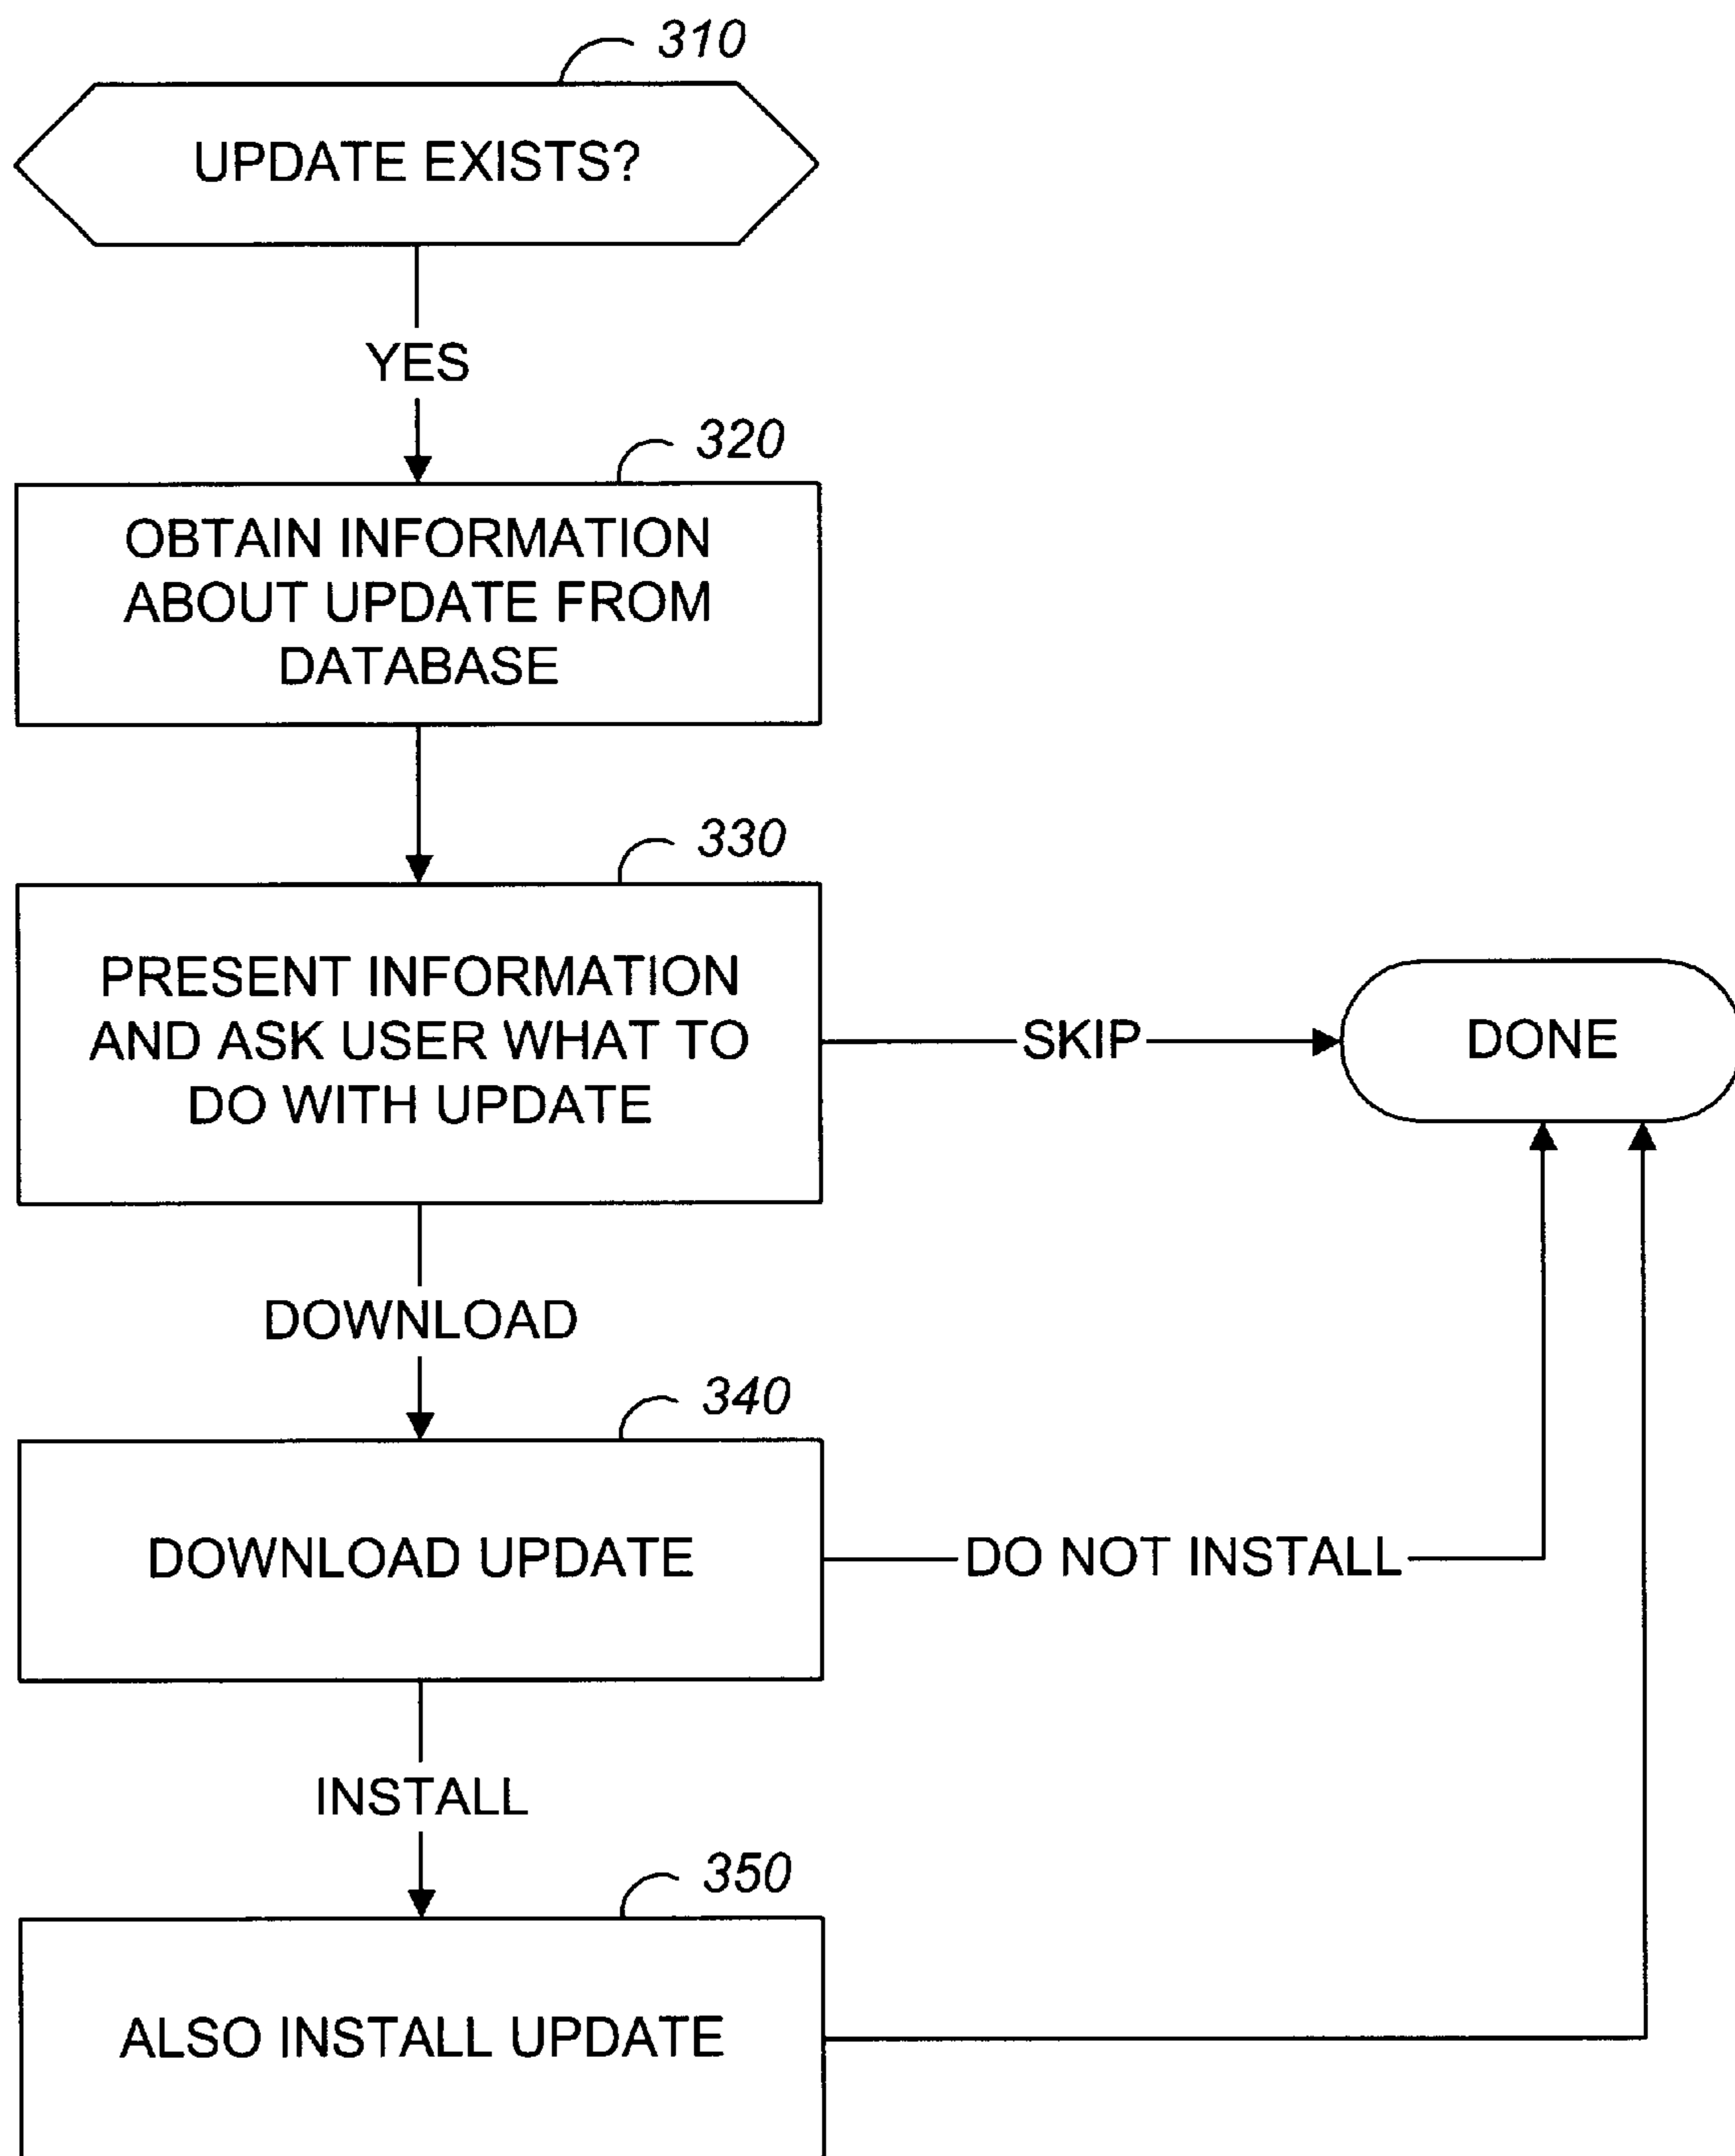 310
UPDATE EXISTS?
YES
320
OBTAIN INFORMATION
ABOUT UPDATE FROM
DATABASE
330
PRESENT INFORMATION
AND ASK USER WHAT TO
DO WITH UPDATE
SKIP
DONE
DOWNLOAD
340
DOWNLOAD UPDATE
DO NOT INSTALL
INSTALL
350
ALSO INSTALL UPDATE